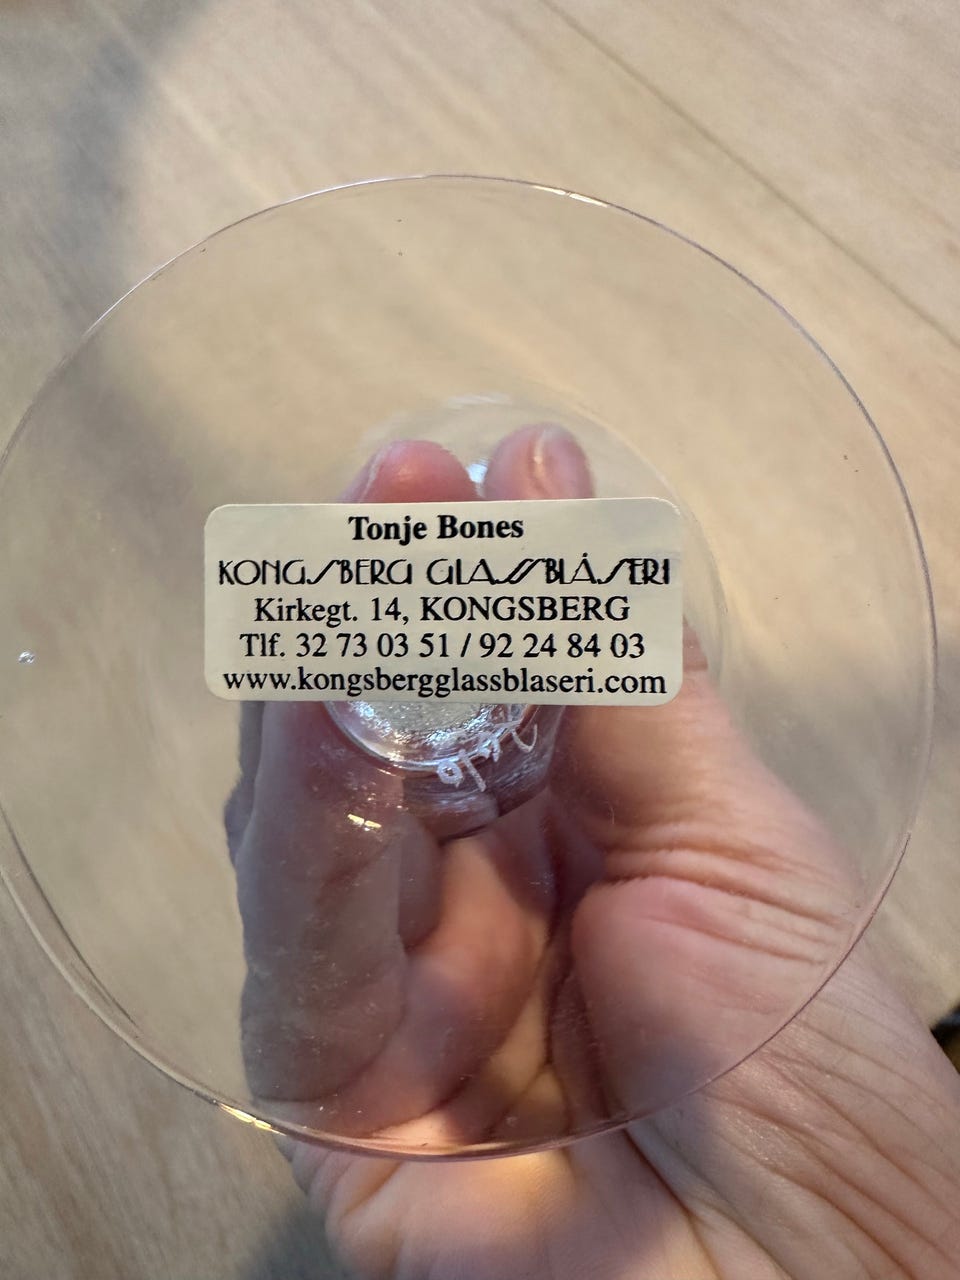 Tonje Bones
KONGSBERG GLASSBLÅSERI
Kirkegt. 14, KONGSBERG
Tlf. 32 73 03 51 / 92 24 84 03
www.kongsbergglassblaseri.com